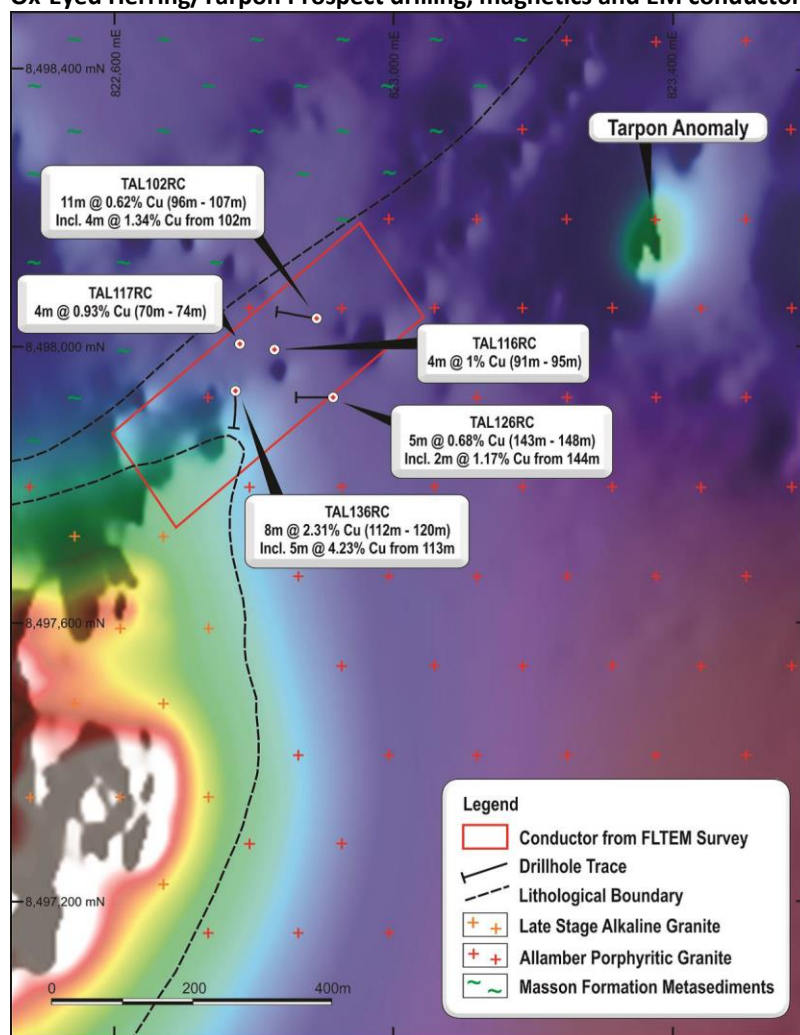 Ox-Eyed Herring/Tarpon Prospect drilling, magnetics and EM conductor
822,600 mE
823,000 mE
823,400 mE
8,498,400 mN
Tarpon Anomaly
TAL102RC
11m @ 0.62% Cu (96m - 107m)
Incl. 4m @ 1.34% Cu from 102m
TAL117RC
4m @ 0.93% Cu (70m - 74m)
8,498,000 mN
TAL116RC
4m @ 1% Cu (91m - 95m)
TAL126RC
5m @ 0.68% Cu (143m - 148m)
Incl. 2m @ 1.17% Cu from 144m
TAL136RC
8m @ 2.31% Cu (112m - 120m)
Incl. 5m @ 4.23% Cu from 113m
8,497,600 mN
8,497,200 mN
Legend
Conductor from FLTEM Survey
Drillhole Trace
Lithological Boundary
Late Stage Alkaline Granite
Allamber Porphyritic Granite
Masson Formation Metasediments
0 200 400m